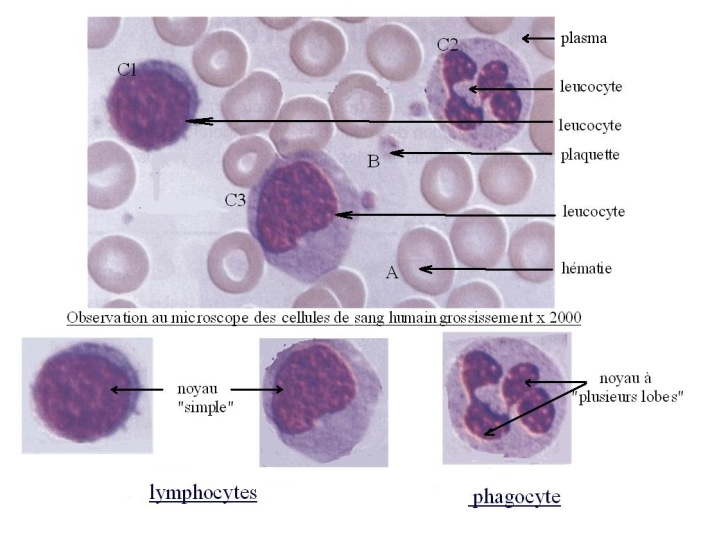 plasma
C1
C2
leucocyte
leucocyte
B
plaquette
C3
leucocyte
A
hématie
Observation au microscope des cellules de sang humain grossissement x 2000
noyau
"simple"
noyau à
"plusieurs lobes"
lymphocytes
phagocyte